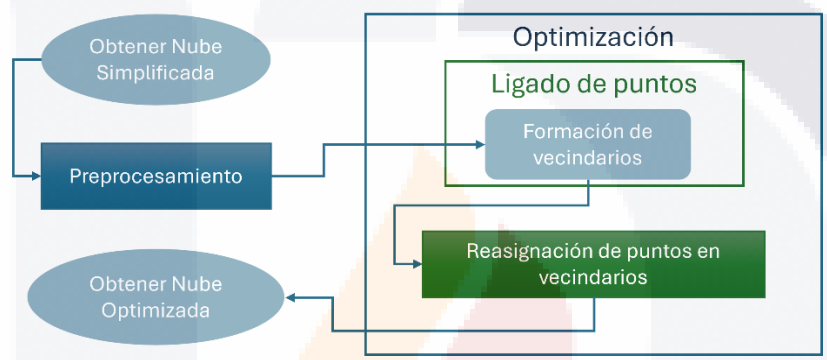 Obtener Nube
Simplificada
Preprocesamiento
Optimización
Ligado de puntos
Formación de
vecindarios
Reasignación de puntos en
vecindarios
Obtener Nube
Optimizada